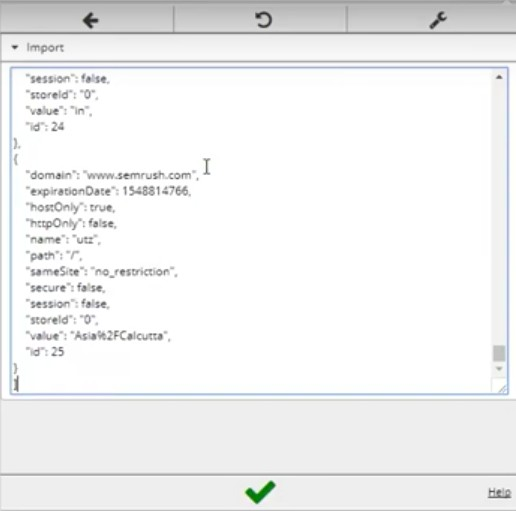 Import
"session": false,
"storeId": "0",
"value": "in",
"id": 24
},
{
"domain": "www.semrush.com",
"expirationDate": 1548814766,
"hostOnly": true,
"httpOnly": false,
"name": "utz",
"path": "/",
"sameSite": "no_restriction",
"secure": false,
"session": false,
"storeId": "0",
"value": "Asia%2FCalcutta",
"id": 25
}
]
Help